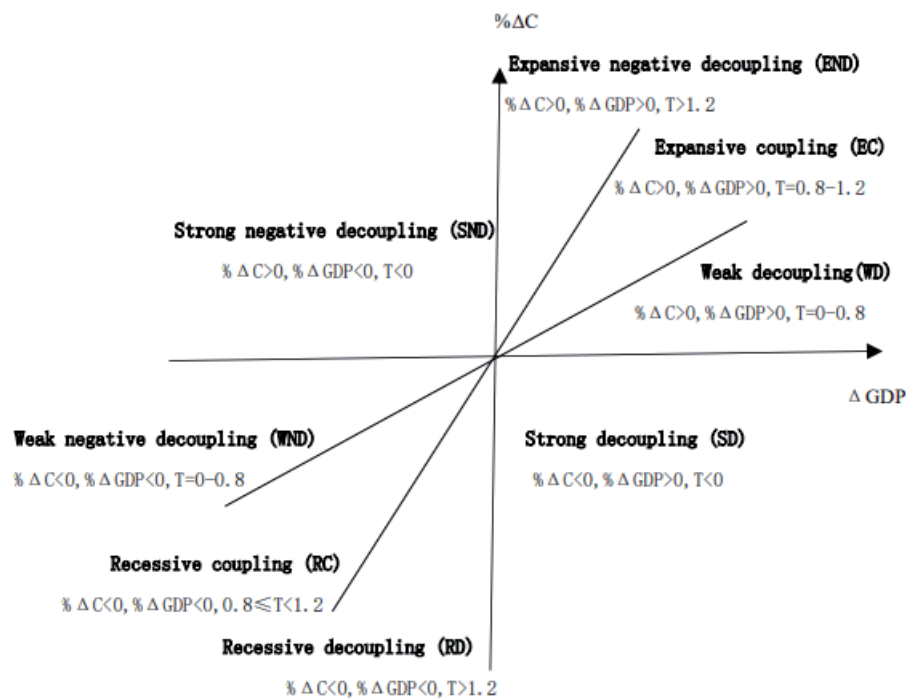 %ΔC
Expansive negative decoupling (END)
%ΔC>0,%ΔGDP>0,T>1.2
Expansive coupling (EC)
%ΔC>0,%ΔGDP>0,T=0.8-1.2
Strong negative decoupling (SND)
%ΔC>0,%ΔGDP<0,T<0
Weak decoupling(WD)
%ΔC>0,%ΔGDP>0,T=0-0.8
ΔGDP
Weak negative decoupling (WND)
%ΔC<0,%ΔGDP<0,T=0-0.8
Strong decoupling (SD)
%ΔC<0,%ΔGDP>0,T<0
Recessive coupling (RC)
%ΔC<0,%ΔGDP<0,0.8≤T<1.2
Recessive decoupling (RD)
%ΔC<0,%ΔGDP<0,T>1.2